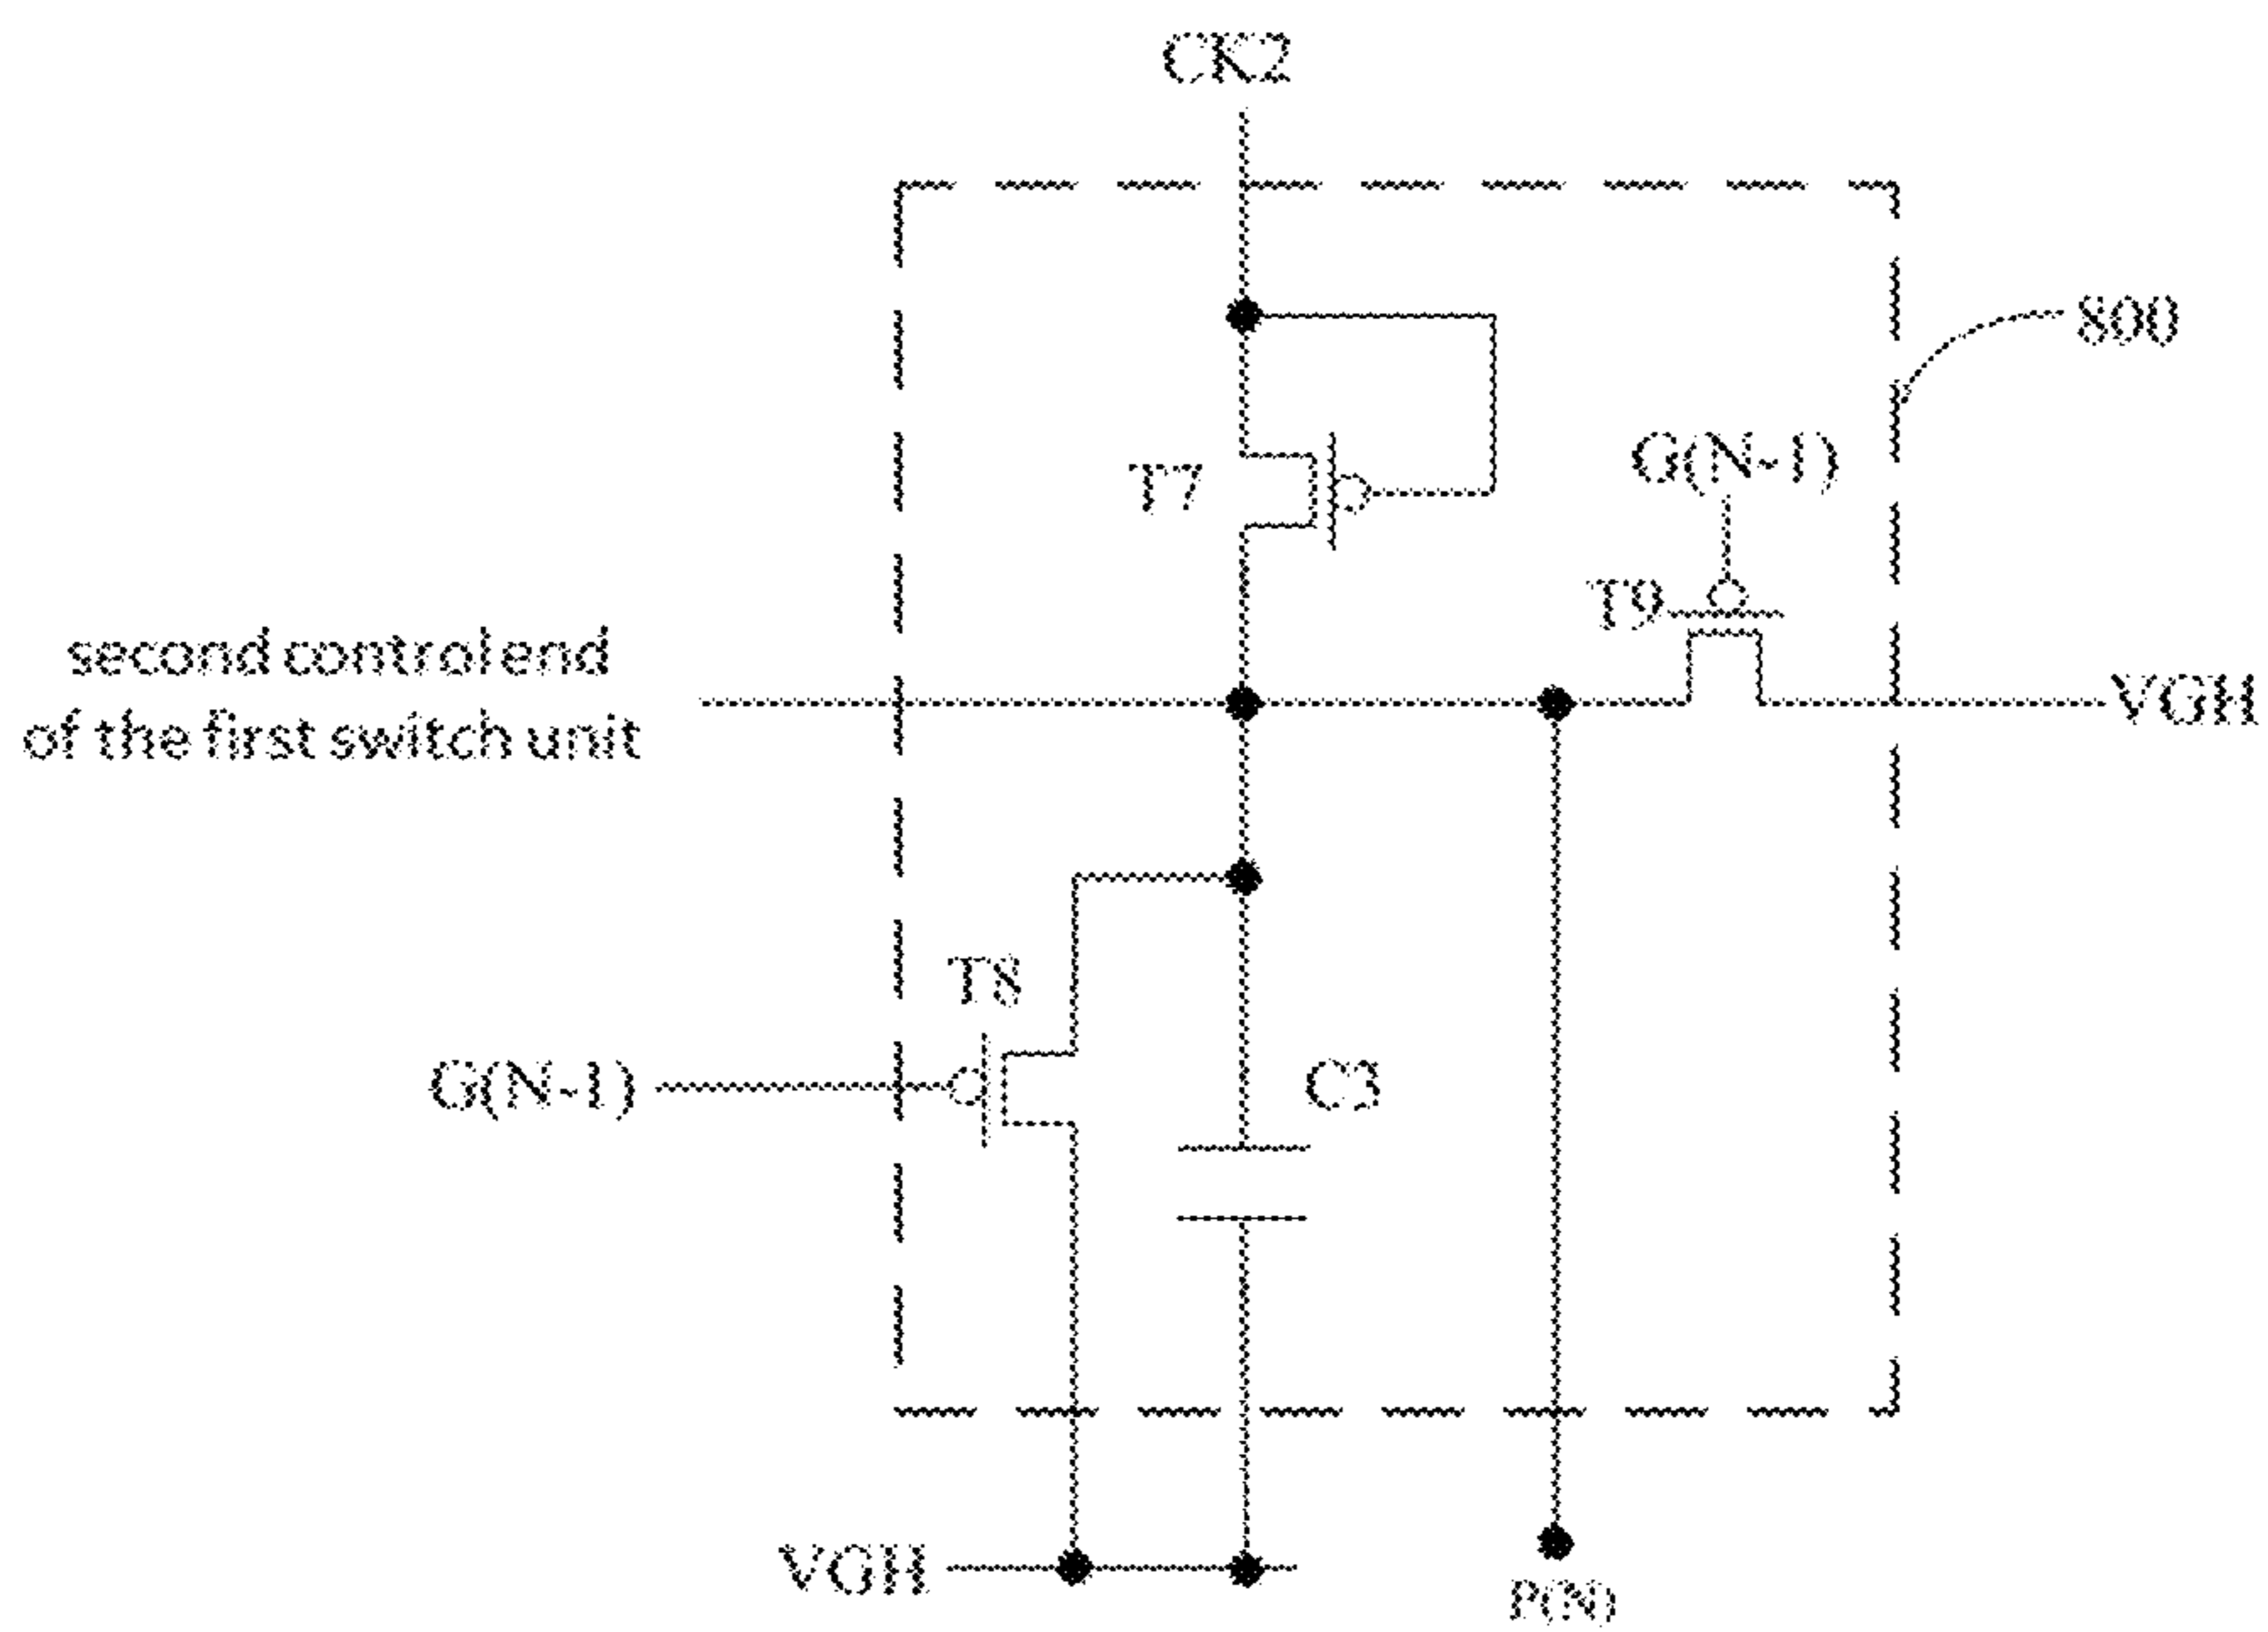 CK2
800
G(N-1)
T7
T9
second control end
of the first switch unit
VGH
T8
G(N-1)
C3
VGH
P(N)